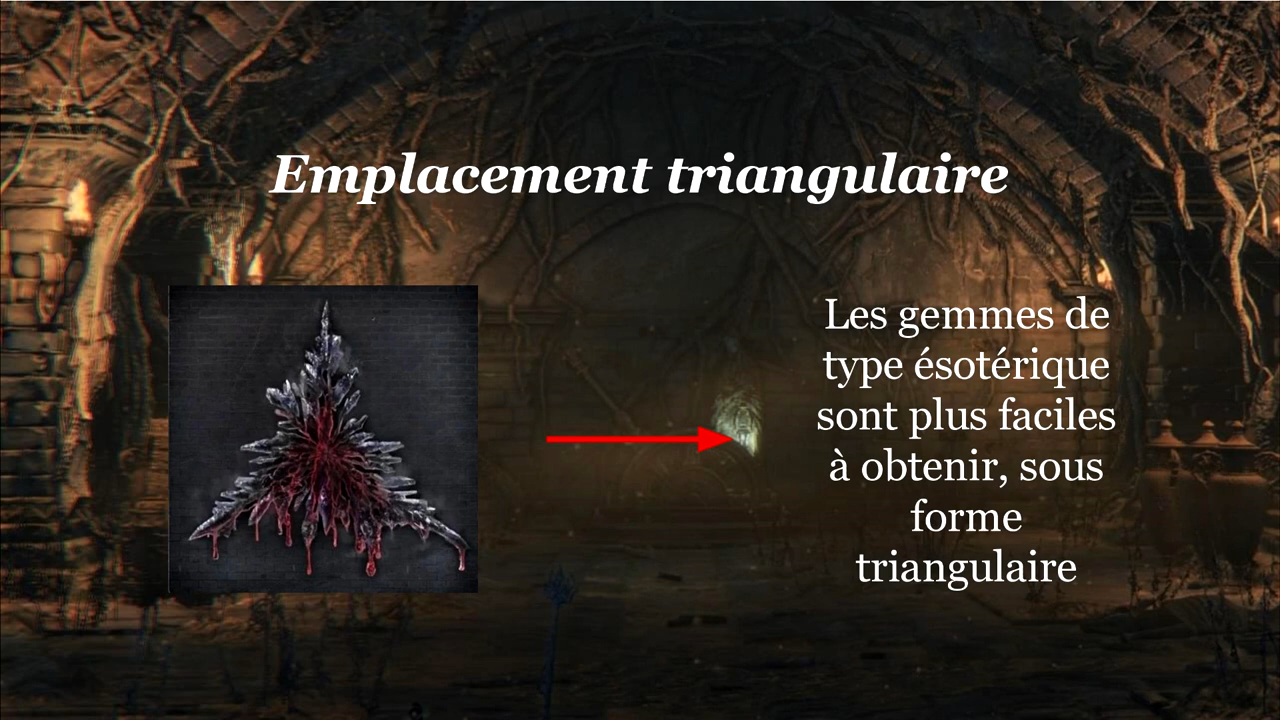 Emplacement triangulaire
Les gemmes de
type ésotérique
sont plus faciles
à obtenir, sous
forme
triangulaire